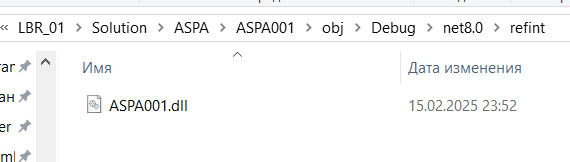 « LBR_01 > Solution > ASPA > ASPA001 > obj > Debug > net8.0 > refint
Имя Дата изменения
ASPA001.dll 15.02.2025 23:52